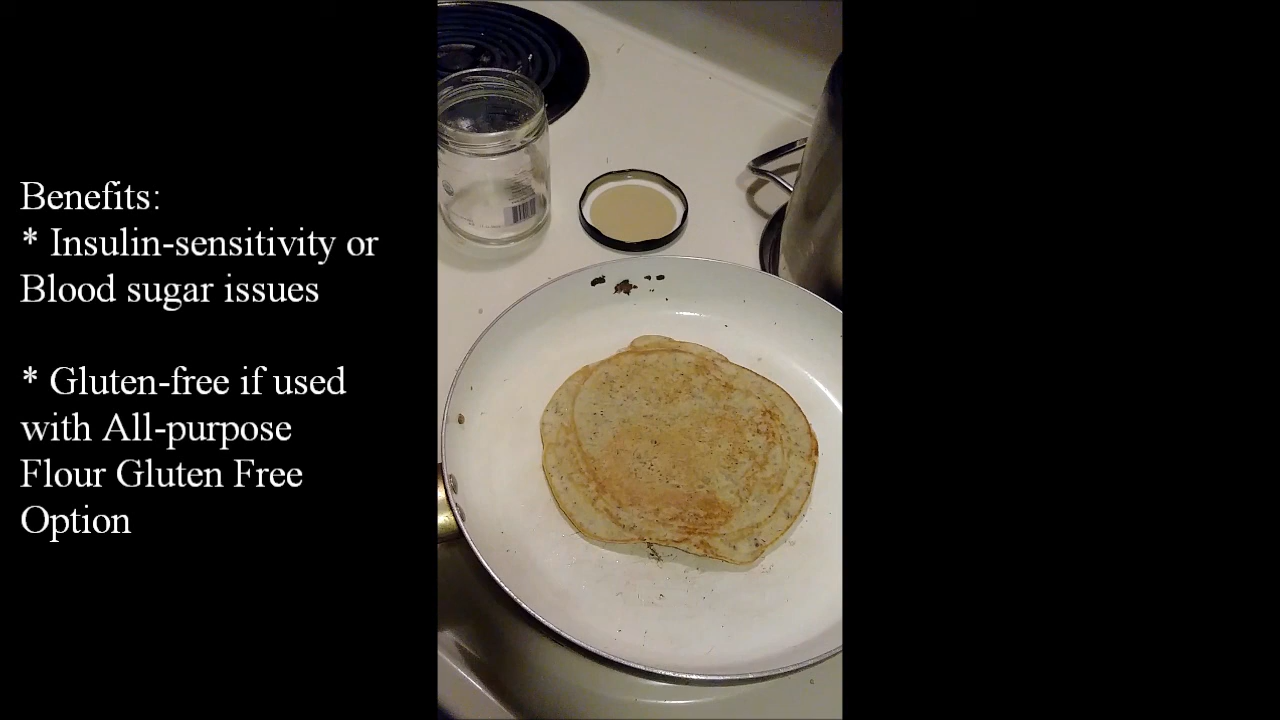 Benefits:
* Insulin-sensitivity or
Blood sugar issues
* Gluten-free if used
with All-purpose
Flour Gluten Free
Option